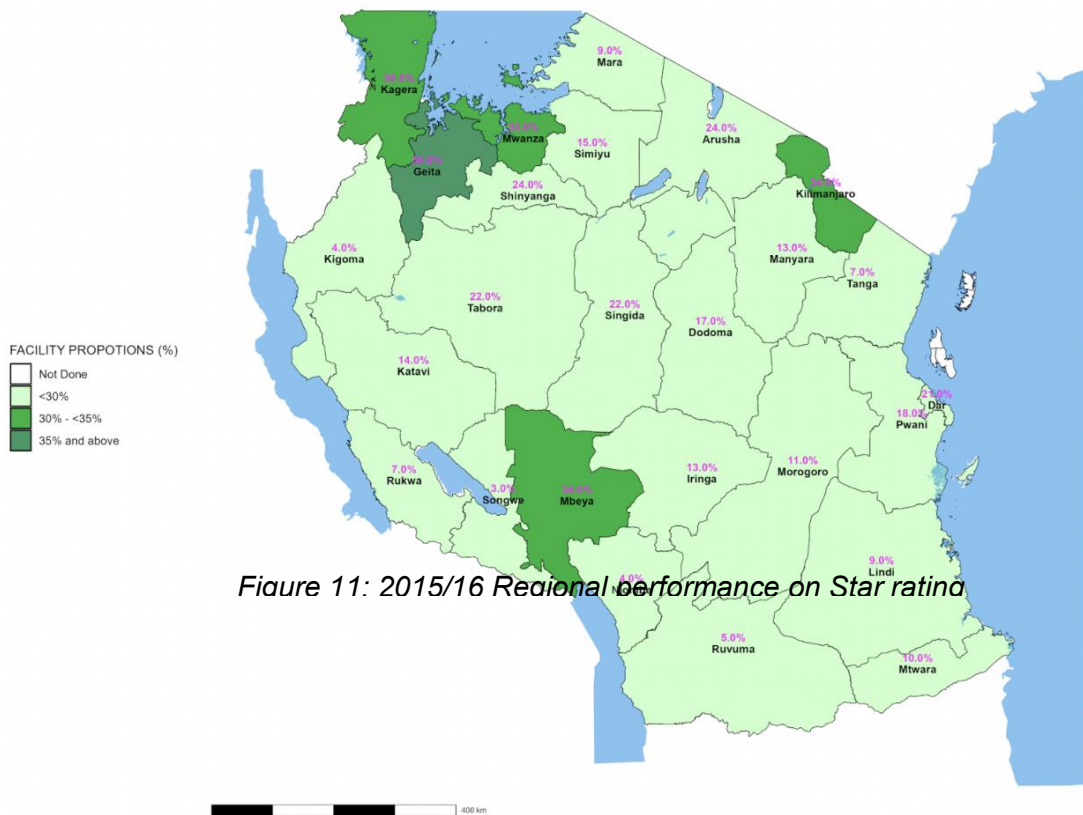 9.0%
Mara
Kagera
24.0%
Arusha
Mwanza
15.0%
Simiyu
Geita
24.0%
Shinyanga
Kilimanjaro
4.0%
Kigoma
13.0%
Manyara
7.0%
Tanga
22.0%
Tabora
22.0%
Singida
17.0%
Dodoma
FACILITY PROPOTIONS (%)
Not Done
<30%
30% - <35%
35% and above
14.0%
Katavi
21.0%
Dar
18.0%
Pwani
7.0%
Rukwa
3.0%
Songwe
Mbeya
13.0%
Iringa
11.0%
Morogoro
9.0%
Lindi
4.0%
Figure 11: 2015/16 Regional performance on Star rating
5.0%
Ruvuma
10.0%
Mtwara
400 km